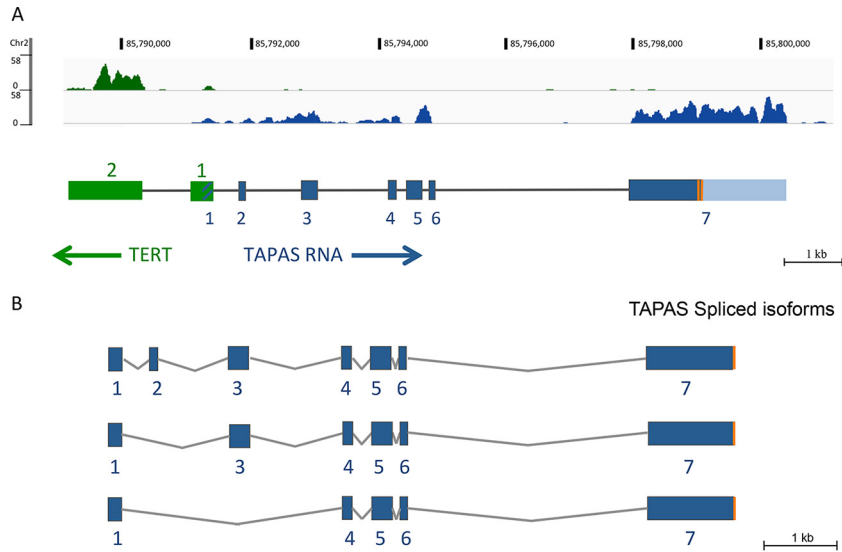 A
Chr2
85,790,000 85,792,000 85,794,000 85,796,000 85,798,000 85,800,000
58
0
58
0
2 1
1 2 3 4 5 6 7
TERT TAPAS RNA
1 kb
B
TAPAS Spliced isoforms
1 2 3 4 5 6 7
1 3 4 5 6 7
1 4 5 6 7
1 kb